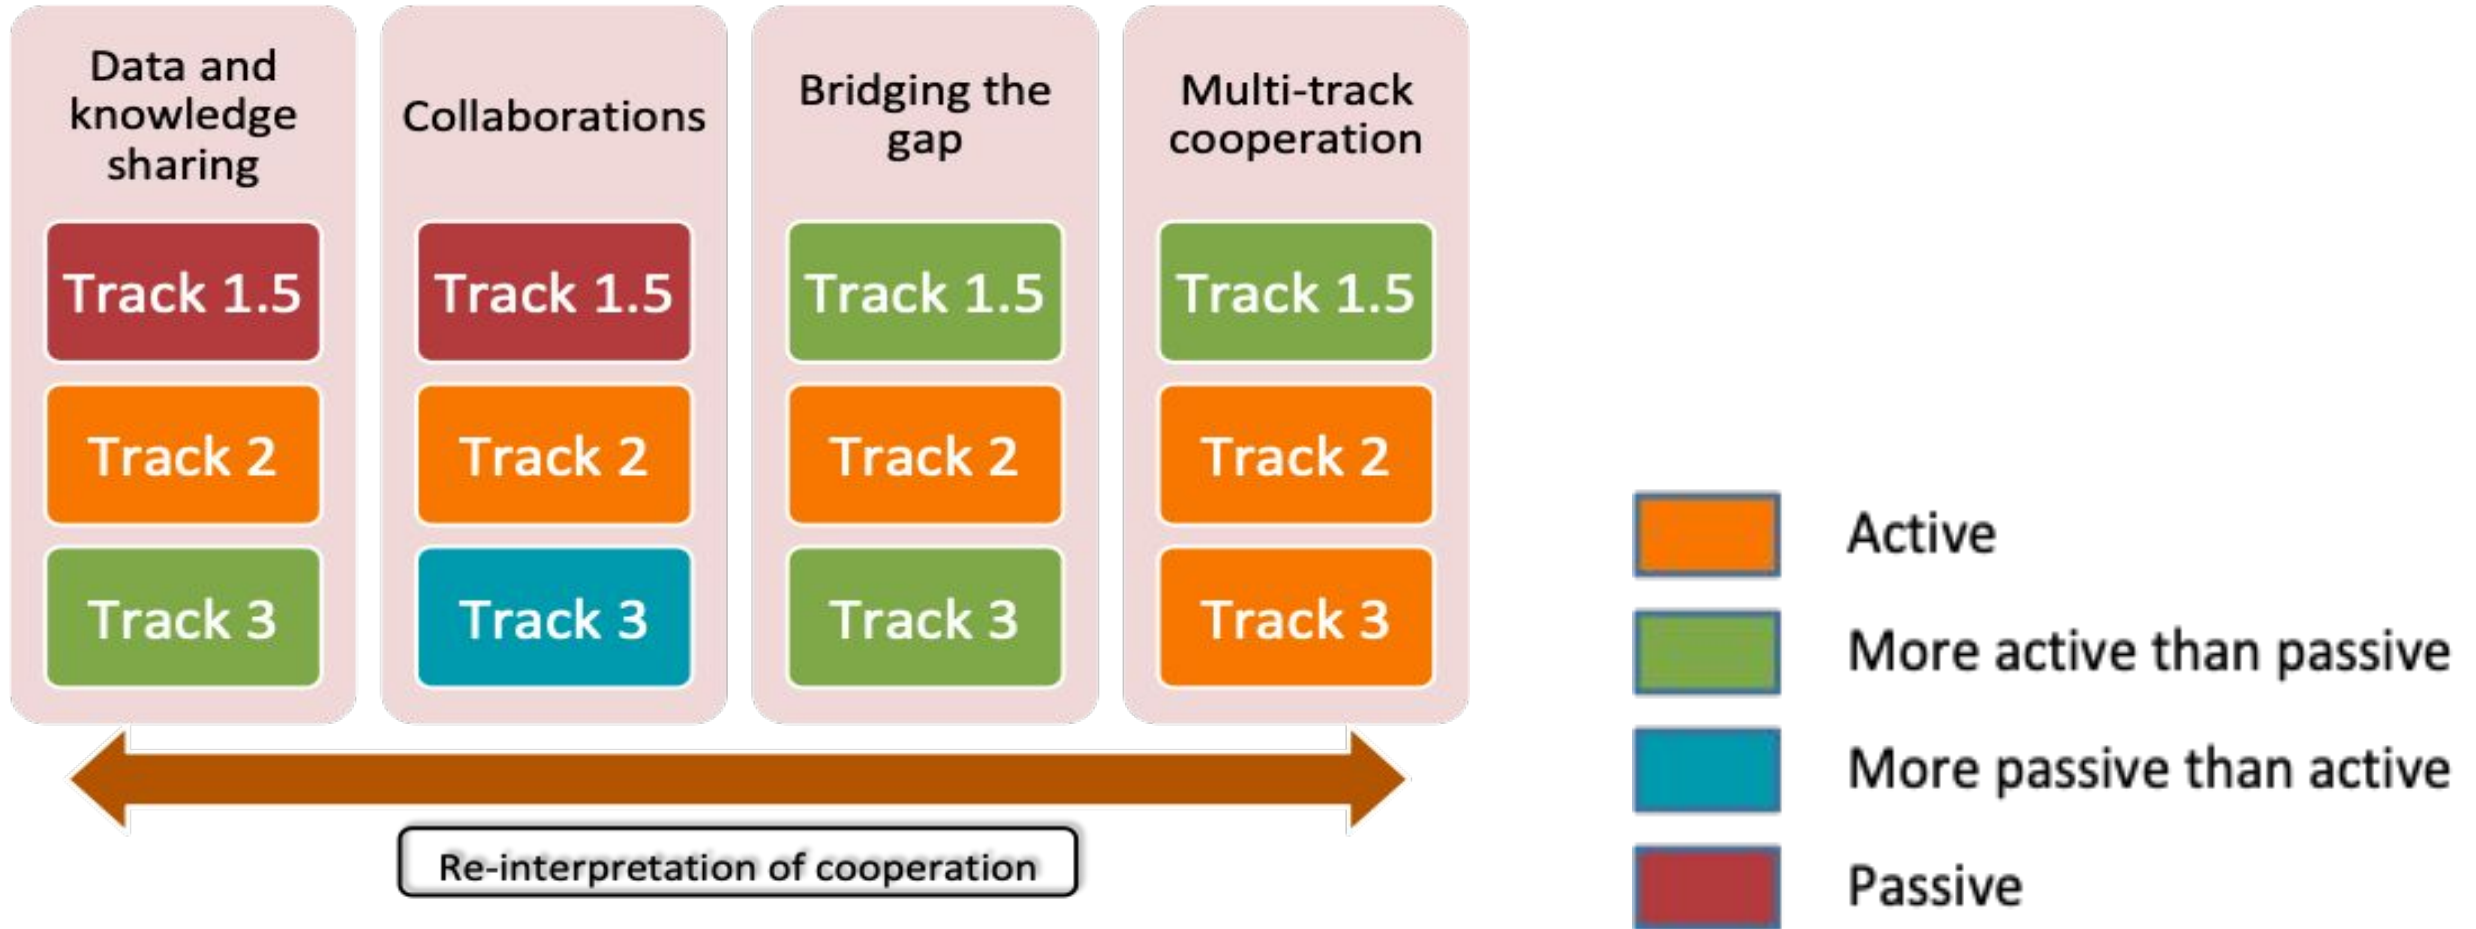 Data and
knowledge
sharing
Track 1.5
Track 2
Track 3
Collaborations
Track 1.5
Track 2
Track 3
Bridging the
gap
Track 1.5
Track 2
Track 3
Multi-track
cooperation
Track 1.5
Track 2
Track 3
Re-interpretation of cooperation
Active
More active than passive
More passive than active
Passive